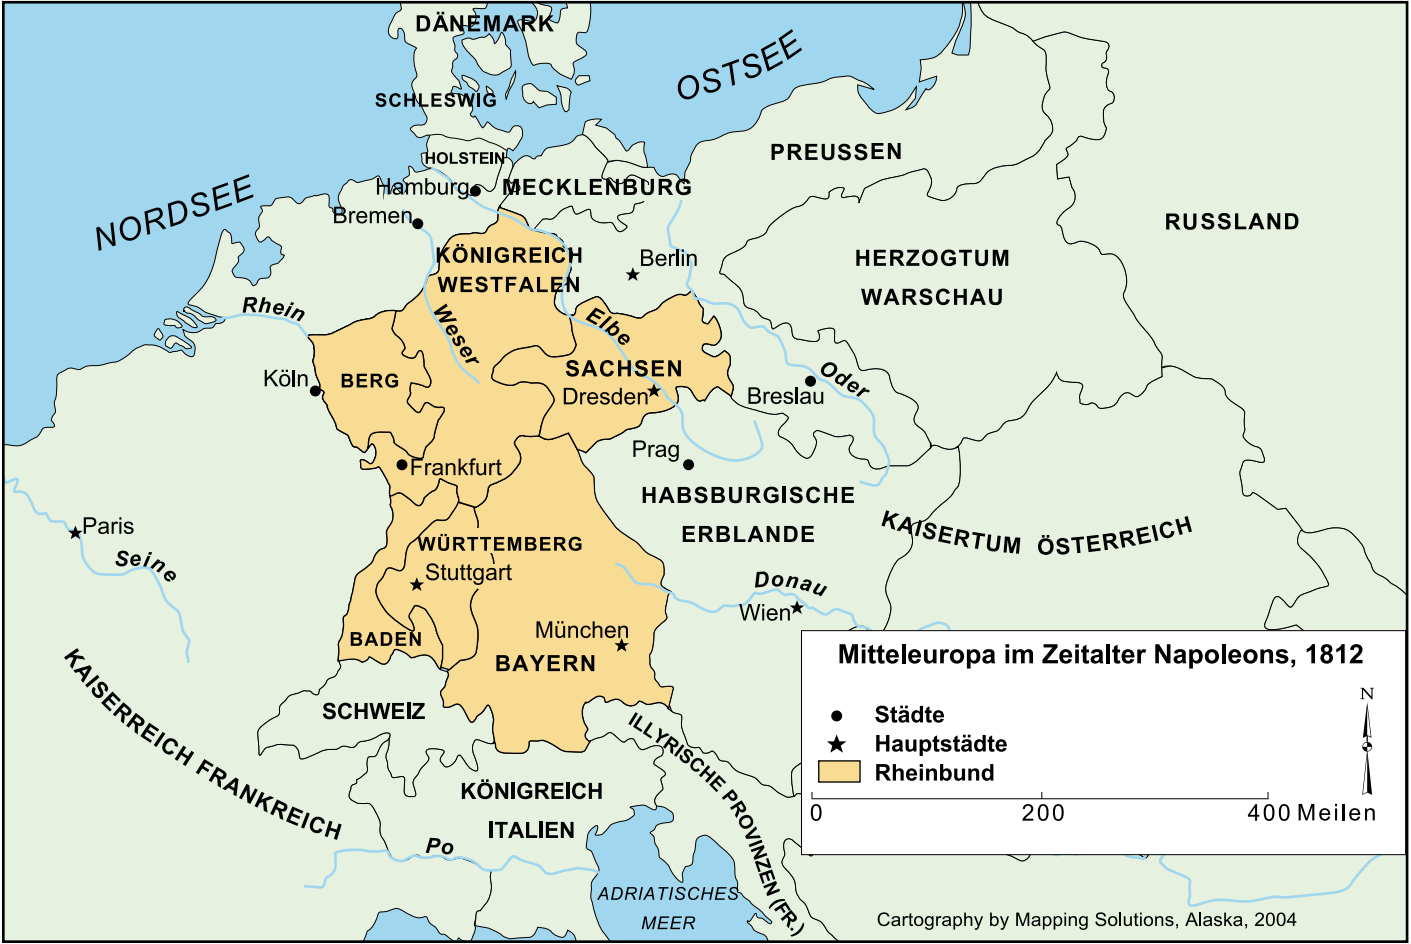 DÄNEMARK
OSTSEE
SCHLESWIG
PREUSSEN
HOLSTEIN
NORDSEE
Hamburg
MECKLENBURG
Bremen
RUSSLAND
KÖNIGREICH
WESTFALEN
Berlin
HERZOGTUM
WARSCHAU
Rhein
Weser
Elbe
SACHSEN
Köln
BERG
Dresden
Breslau
Oder
Prag
Frankfurt
HABSBURGISCHE
ERBLANDE
KAISERTUM ÖSTERREICH
Paris
Seine
WÜRTTEMBERG
Stuttgart
Donau
Wien
München
BADEN
BAYERN
KAISERREICH FRANKREICH
SCHWEIZ
ILLYRISCHE PROVINZEN (FR.)
KÖNIGREICH
ITALIEN
Po
ADRIATISCHES
MEER
Mitteleuropa im Zeitalter Napoleons, 1812
N
Städte
Hauptstädte
Rheinbund
0 200 400 Meilen
Cartography by Mapping Solutions, Alaska, 2004